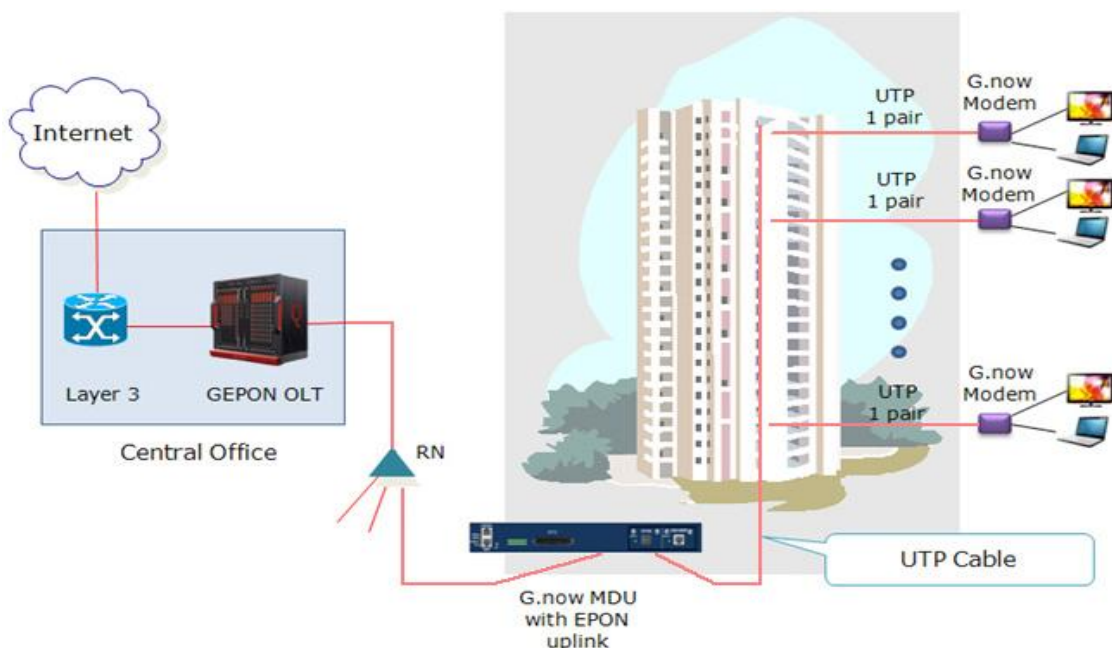 Internet
Layer 3
GEPON OLT
Central Office
RN
G.now MDU
with EPON
uplink
UTP Cable
UTP
1 pair
G.now
Modem
UTP
1 pair
G.now
Modem
UTP
1 pair
G.now
Modem